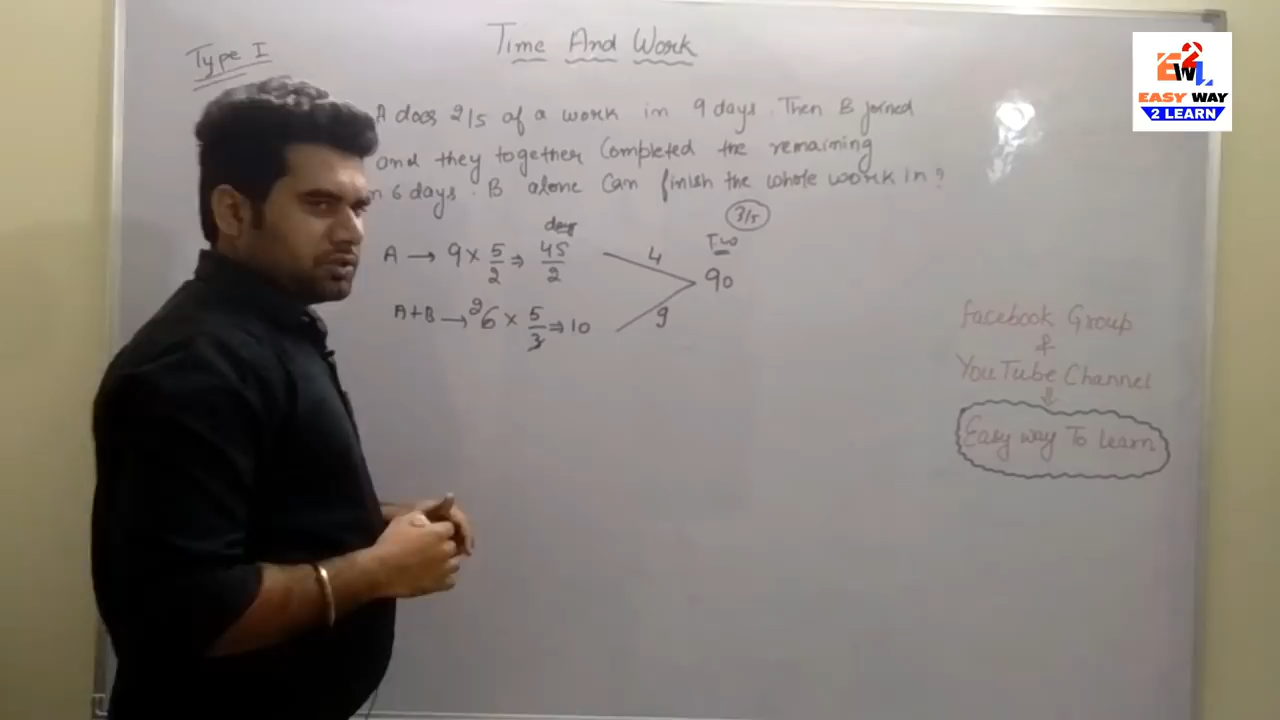 Type I
Time And Work
E2L
EASY WAY
2 LEARN
A does 2/5 of a work in 9 days. Then B joined
and they together Completed the remaining
in 6 days. B alone Can finish the whole work in?
3/5
days
A → 9 × 5/2 ⇒ 45/2
4
TW
90
A+B → 2 6 × 5/3 ⇒ 10
9
Facebook Group
&
YouTube Channel
Easy way To Learn